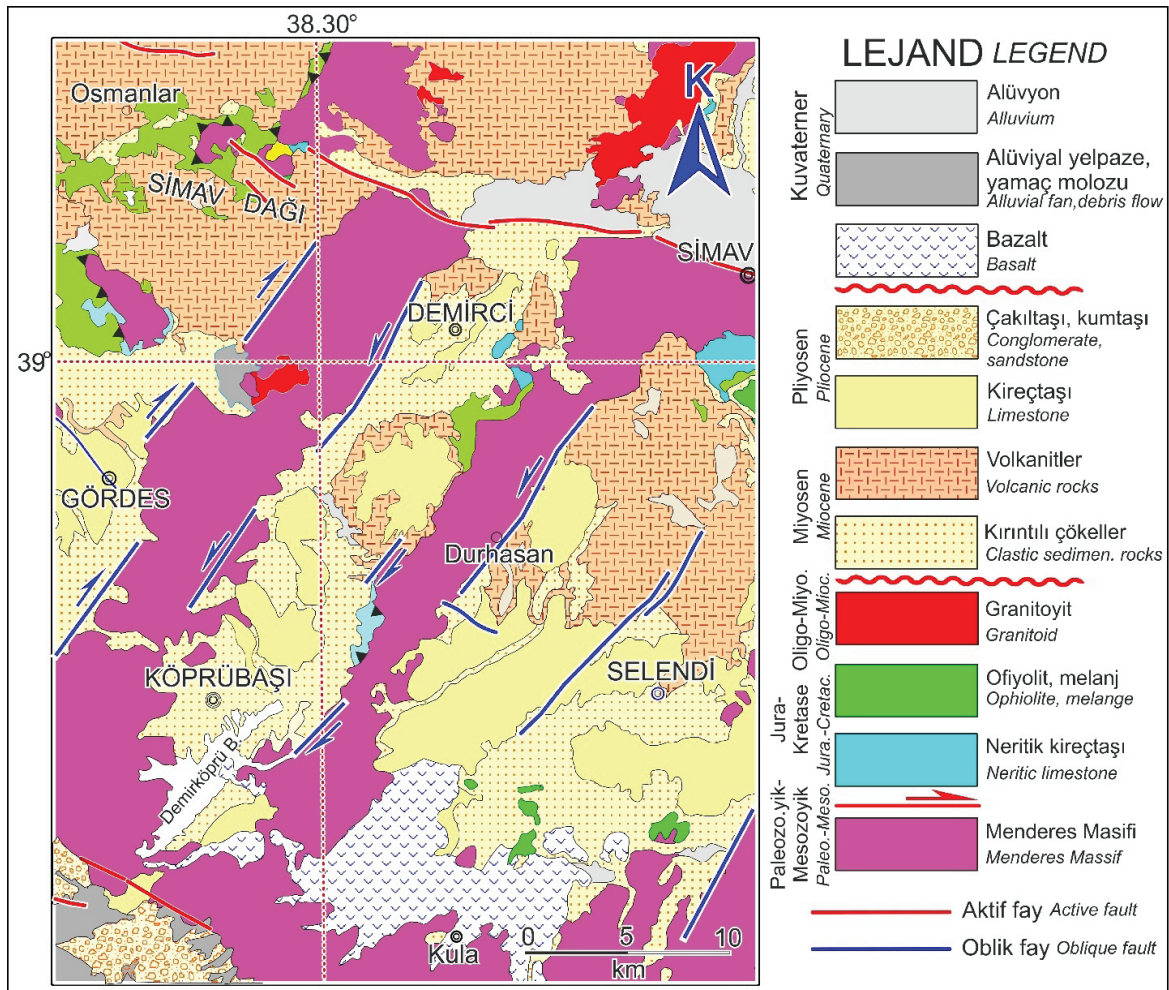 38.30°
K
Osmanlar
SİMAV DAĞI
SİMAV
DEMİRCİ
39°
GÖRDES
Durhasan
KÖPRÜBAŞI
SELENDİ
Demirköprü B.
Kula
0 5 10
km
LEJAND LEGEND
Kuvaterner
Quaternary
Alüvyon
Alluvium
Alüviyal yelpaze,
yamaç molozu
Alluvial fan,debris flow
Bazalt
Basalt
Pliyosen
Pliocene
Çakıltaşı, kumtaşı
Conglomerate,
sandstone
Kireçtaşı
Limestone
Miyosen
Miocene
Volkanitler
Volcanic rocks
Kırıntılı çökeller
Clastic sedimen. rocks
Oligo-Miyo.
Oligo-Mioc.
Granitoyit
Granitoid
Jura-
Kretase
Jura.-Cretac.
Ofiyolit, melanj
Ophiolite, melange
Neritik kireçtaşı
Neritic limestone
Paleozo.yik-
Mesozoyik
Paleo.-Meso.
Menderes Masifi
Menderes Massif
Aktif fay Active fault
Oblik fay Oblique fault